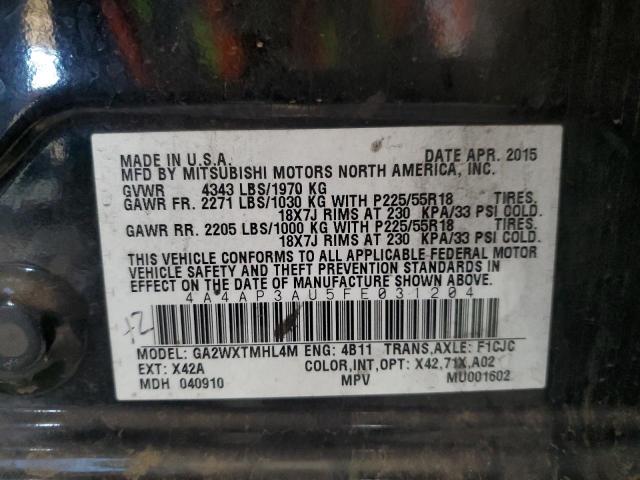 MADE IN U.S.A. DATE APR. 2015
MFD BY MITSUBISHI MOTORS NORTH AMERICA, INC.
GVWR 4343 LBS/1970 KG
GAWR FR. 2271 LBS/1030 KG WITH P225/55R18 TIRES,
18X7J RIMS AT 230 KPA/33 PSI COLD.
GAWR RR. 2205 LBS/1000 KG WITH P225/55R18 TIRES,
18X7J RIMS AT 230 KPA/33 PSI COLD.
THIS VEHICLE CONFORMS TO ALL APPLICABLE FEDERAL MOTOR
VEHICLE SAFETY AND THEFT PREVENTION STANDARDS IN
EFFECT ON THE DATE OF MANUFACTURE SHOWN ABOVE.
4A4AP3AU5FE031204
MODEL: GA2WXTMHL4M ENG: 4B11 TRANS,AXLE: F1CJC
EXT: X42A COLOR,INT,OPT: X42,71X,A02
MDH 040910 MPV MU001602